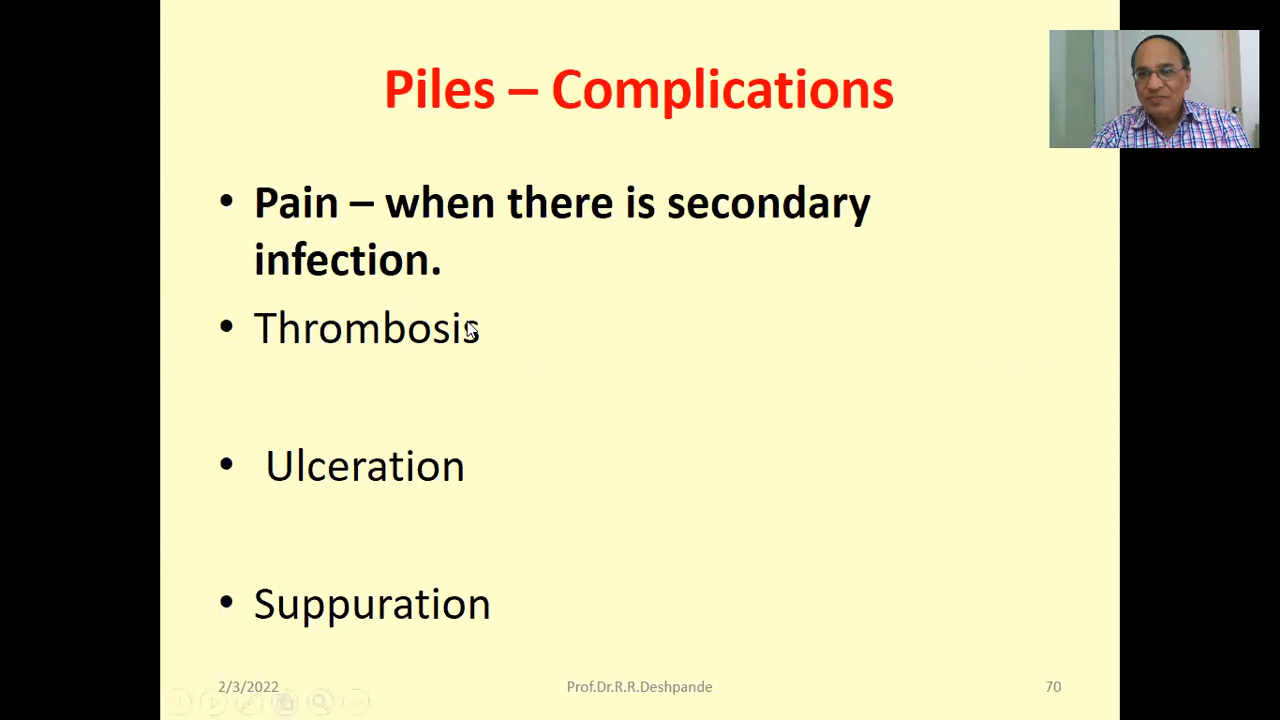 Piles – Complications
• Pain – when there is secondary
infection.
• Thrombosis
• Ulceration
• Suppuration
2/3/2022
Prof.Dr.R.R.Deshpande
70